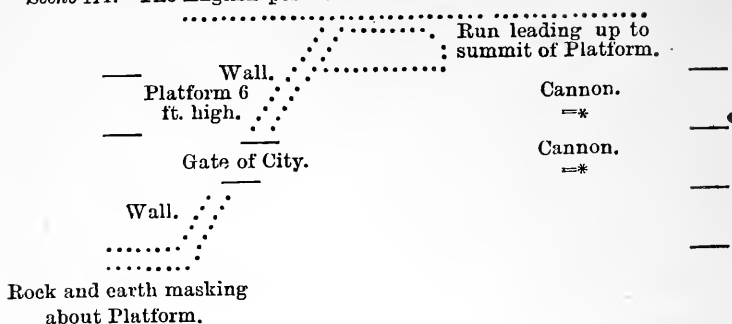 Run leading up to
summit of Platform.
Wall.
Platform 6
ft. high.
Cannon.
Gate of City.
Cannon.
Wall.
Rock and earth masking
about Platform.